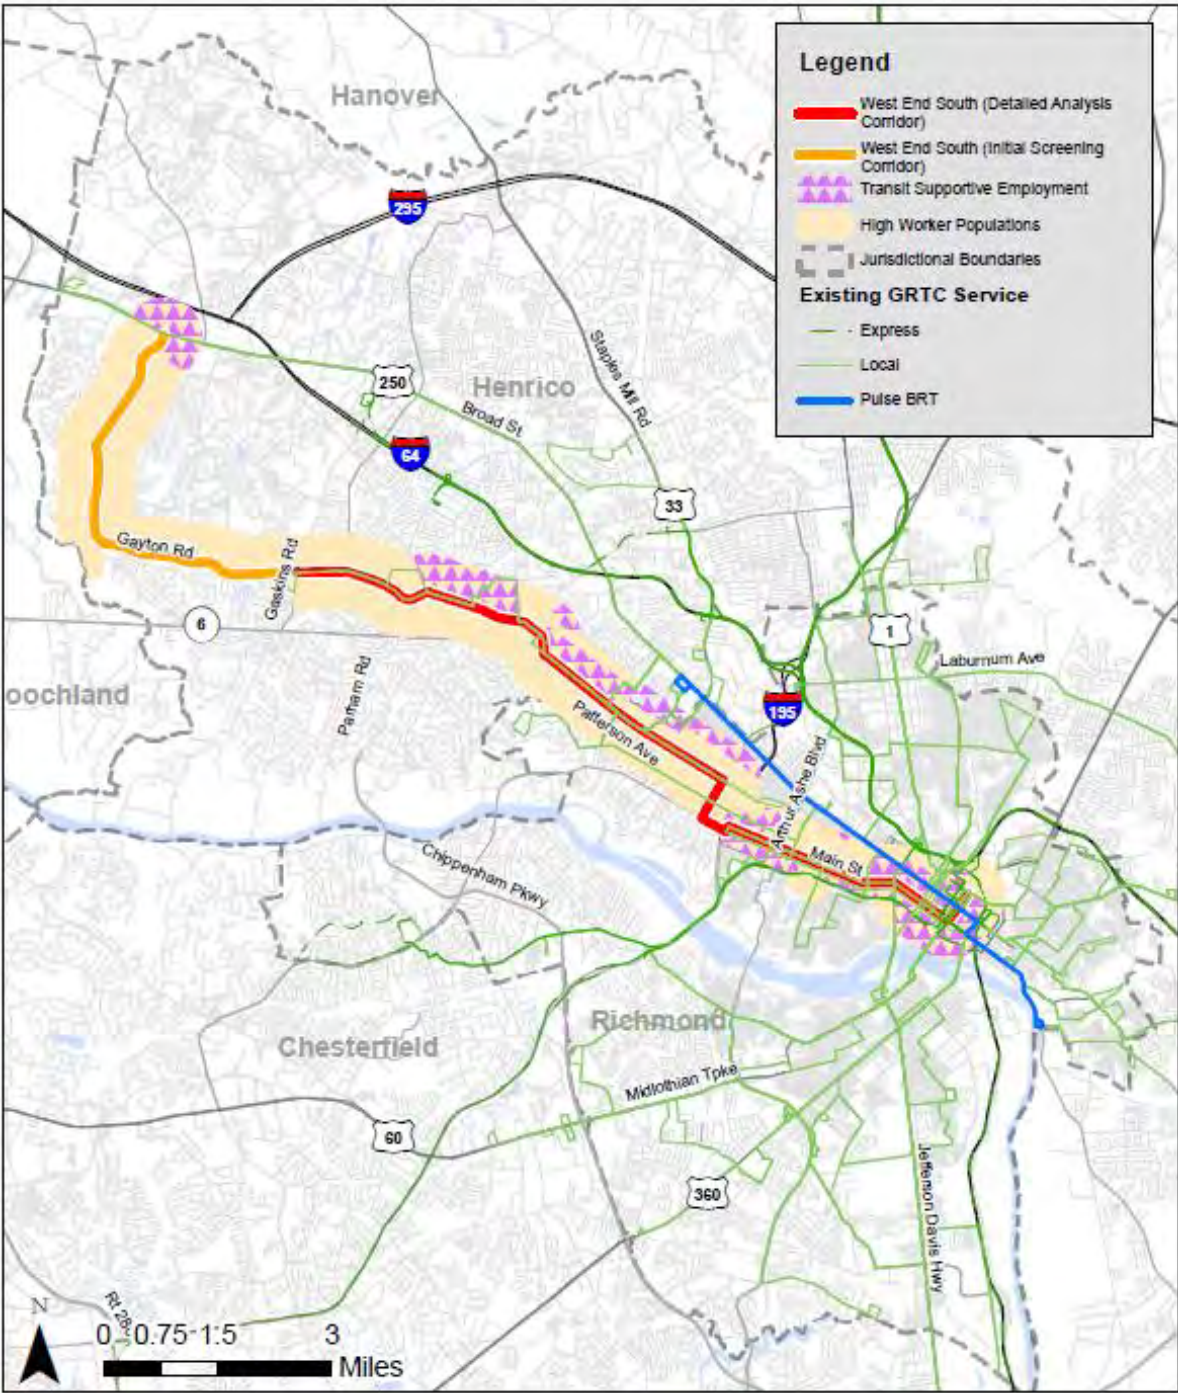 Legend
West End South (Detailed Analysis
Corridor)
West End South (Initial Screening
Corridor)
Transit Supportive Employment
High Worker Populations
Jurisdictional Boundaries
Existing GRTC Service
Express
Local
Pulse BRT
Hanover
295
Staples Mill Rd
250
Henrico
Broad St
64
33
Gayton Rd
Gaskins Rd
6
1
Laburnum Ave
oochland
Parham Rd
195
Patterson Ave
Arthur Ashe Blvd
Main St
Chippenham Pkwy
Richmond
Chesterfield
Midlothian Tpke
60
360
Jefferson Davis Hwy
Rt 28
N
0 0.75 1.5 3
Miles